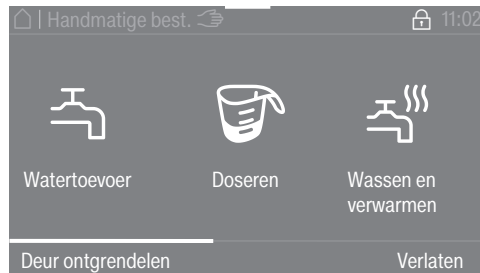 | Handmatige best. 11:02
Watertoevoer Doseren Wassen en
verwarmen
Deur ontgrendelen Verlaten